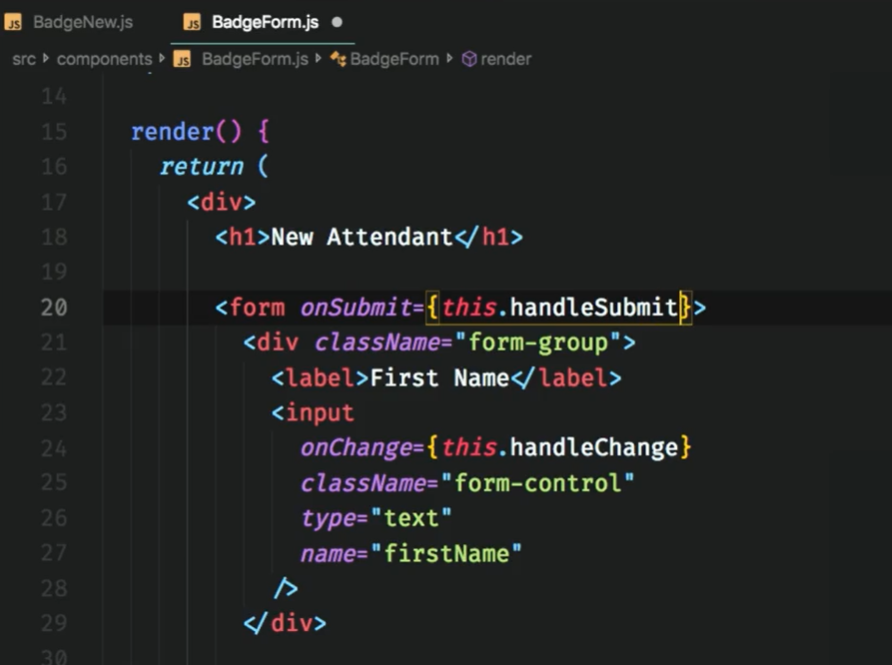 JS BadgeNew.js JS BadgeForm.js
src components JS BadgeForm.js BadgeForm render
14
15 render() {
16 return (
17 <div>
18 <h1>New Attendant</h1>
19
20 <form onSubmit={this.handleSubmit}>
21 <div className="form-group">
22 <label>First Name</label>
23 <input
24 onChange={this.handleChange}
25 className="form-control"
26 type="text"
27 name="firstName"
28 />
29 </div>
30